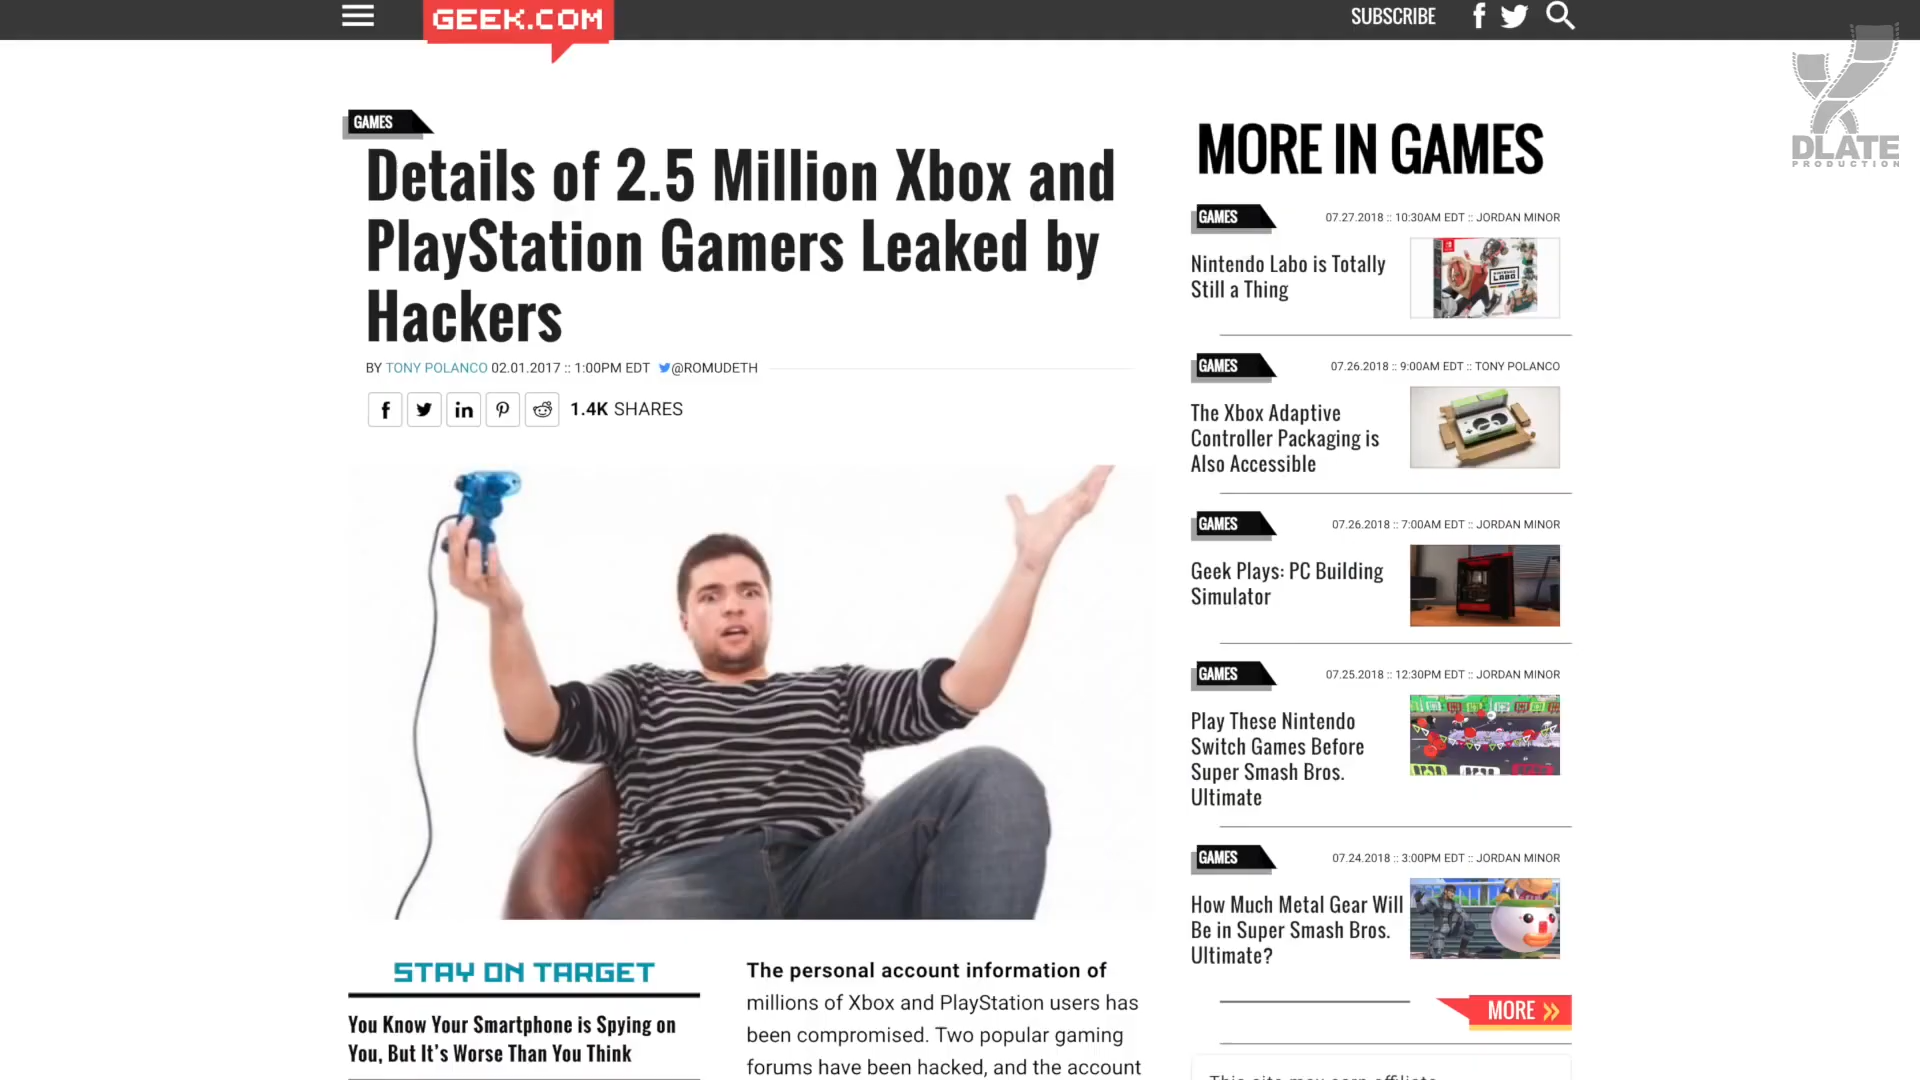 GEEK.COM
SUBSCRIBE
DLATE
PRODUCTION
GAMES
Details of 2.5 Million Xbox and
PlayStation Gamers Leaked by
Hackers
BY TONY POLANCO 02.01.2017 :: 1:00PM EDT @ROMUDETH
1.4K SHARES
STAY ON TARGET
You Know Your Smartphone is Spying on
You, But It's Worse Than You Think
The personal account information of
millions of Xbox and PlayStation users has
been compromised. Two popular gaming
forums have been hacked, and the account
MORE IN GAMES
GAMES
07.27.2018 :: 10:30AM EDT :: JORDAN MINOR
Nintendo Labo is Totally
Still a Thing
LABO
GAMES
07.26.2018 :: 9:00AM EDT :: TONY POLANCO
The Xbox Adaptive
Controller Packaging is
Also Accessible
GAMES
07.26.2018 :: 7:00AM EDT :: JORDAN MINOR
Geek Plays: PC Building
Simulator
GAMES
07.25.2018 :: 12:30PM EDT :: JORDAN MINOR
Play These Nintendo
Switch Games Before
Super Smash Bros.
Ultimate
GAMES
07.24.2018 :: 3:00PM EDT :: JORDAN MINOR
How Much Metal Gear Will
Be in Super Smash Bros.
Ultimate?
MORE
This site may earn affiliate